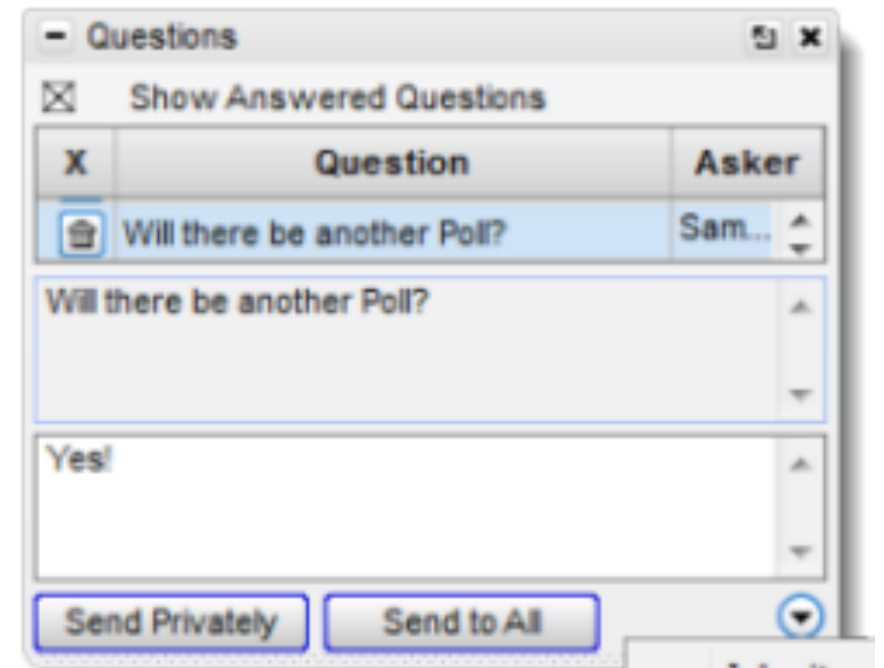 Questions
Show Answered Questions
X Question Asker
Will there be another Poll? Sam...
Will there be another Poll?
Yes!
Send Privately Send to All